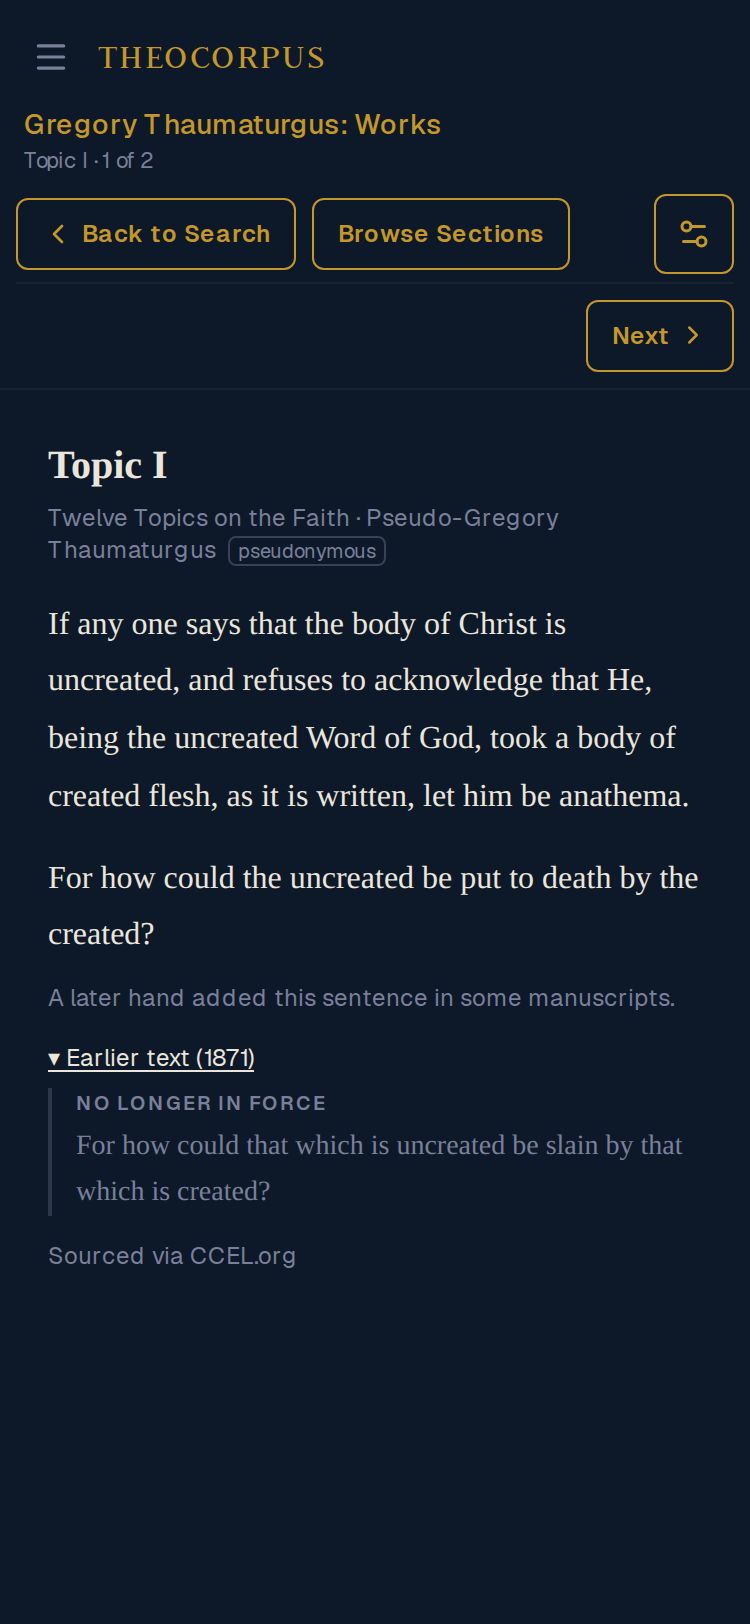 THEOCORPUS
Gregory Thaumaturgus: Works
Topic I · 1 of 2
Back to Search
Browse Sections
Next
Topic I
Twelve Topics on the Faith · Pseudo-Gregory
Thaumaturgus pseudonymous
If any one says that the body of Christ is
uncreated, and refuses to acknowledge that He,
being the uncreated Word of God, took a body of
created flesh, as it is written, let him be anathema.
For how could the uncreated be put to death by the
created?
A later hand added this sentence in some manuscripts.
▾ Earlier text (1871)
NO LONGER IN FORCE
For how could that which is uncreated be slain by that
which is created?
Sourced via CCEL.org